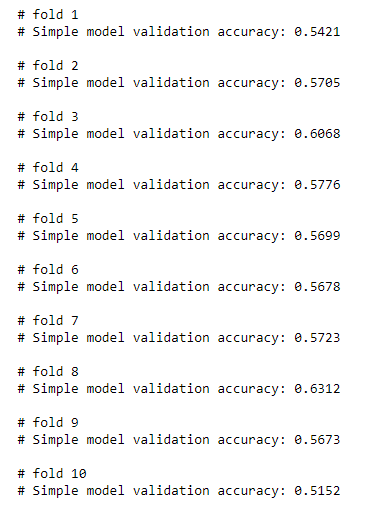 # fold 1
# Simple model validation accuracy: 0.5421
# fold 2
# Simple model validation accuracy: 0.5705
# fold 3
# Simple model validation accuracy: 0.6068
# fold 4
# Simple model validation accuracy: 0.5776
# fold 5
# Simple model validation accuracy: 0.5699
# fold 6
# Simple model validation accuracy: 0.5678
# fold 7
# Simple model validation accuracy: 0.5723
# fold 8
# Simple model validation accuracy: 0.6312
# fold 9
# Simple model validation accuracy: 0.5673
# fold 10
# Simple model validation accuracy: 0.5152